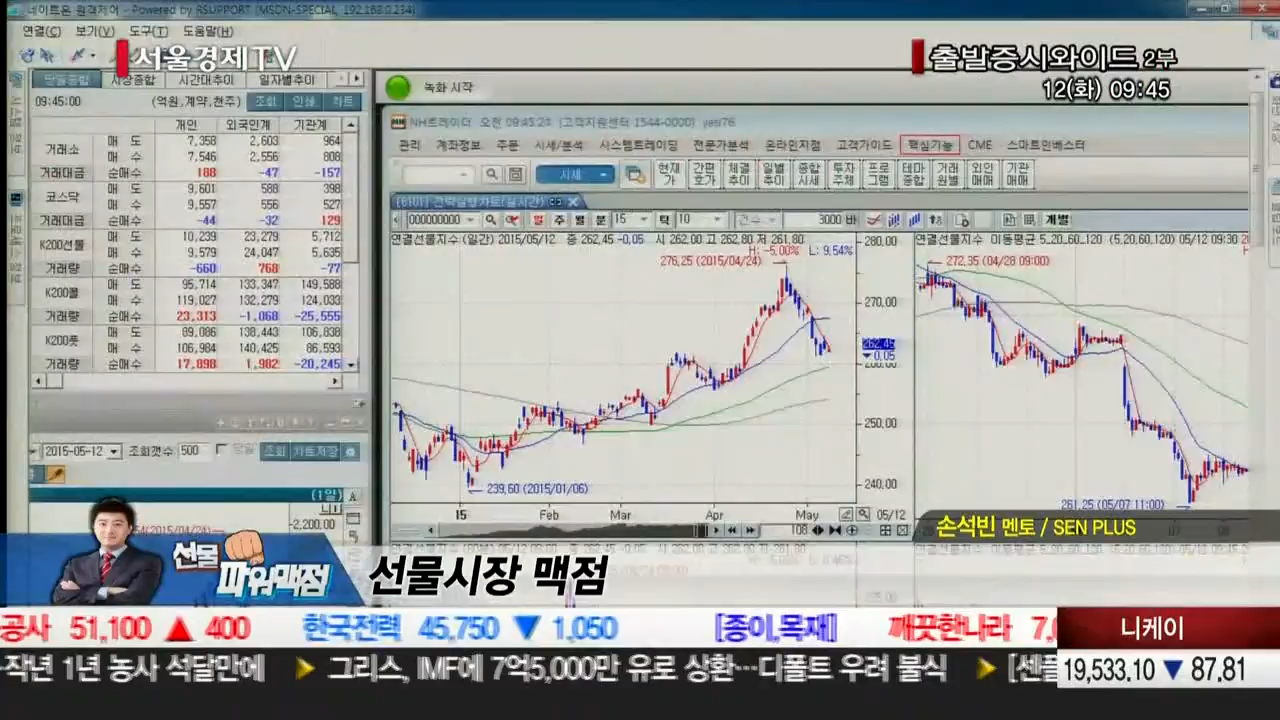 네이트온 원격제어 - Powered by RSUPPORT (MSDN-SPECIAL, 192.168.0.234)
연결(C) 보기(V) 도구(T) 도움말(H)
서울경제TV
출발증시와이드 2부
12(화) 09:45
시장종합 시간대추이 일자별추이
09:45:00 (억원,계약,천주) 조회 인쇄 차트
개인 외국인계 기관계
거래소 매 도 7,358 2,603 964
매 수 7,546 2,556 808
거래대금 순매수 188 -47 -157
코스닥 매 도 9,601 588 398
매 수 9,557 556 527
거래대금 순매수 -44 -32 129
K200선물 매 도 10,239 23,279 5,712
매 수 9,579 24,047 5,635
거래량 순매수 -660 768 -77
K200콜 매 도 95,714 133,347 149,588
매 수 119,027 132,279 124,033
거래량 순매수 23,313 -1,068 -25,555
K200풋 매 도 89,086 138,443 106,838
매 수 106,984 140,425 86,593
거래량 순매수 17,898 1,982 -20,245
2015-05-12 조회갯수 500 조회 차트저장
(1일)
-2,200.00
녹화 시작
NH트레이더 오전 09:45:24 (고객지원센터 1544-0000)
관리 계좌정보 주문 시세/분석 시스템트레이딩 전문가분석 온라인지점 고객가이드 핵심기능 CME 스마트인베스터
시세 현재가 간편호가 체결추이 일별추이 종합시세 투자주체 프로그램 테마종합 거래원별 외인매매 기관매매
00000000 일 주 월 분 15 틱 10 건수 3000 바 개별
연결선물지수 (일간) 2015/05/12 종 262,45 -0,05 시 262,00 고 262,80 저 261,80
H: -5,00% L: 9,54%
276,25 (2015/04/24)
280,00
270,00
262,45
0,05
260,00
250,00
240,00
239,60 (2015/01/06)
15 Feb Mar Apr May 05/12
108
연결선물지수 이동평균 5,20,60,120 (5,20,60,120) 05/12 09:30
272,35 (04/28 09:00)
261,25 (05/07 11:00)
손석빈 멘토 / SEN PLUS
선물 파워맥점
선물시장 맥점
공사 51,100 ▲ 400 한국전력 45,750 ▼ 1,050 [종이,목재] 깨끗한나라
니케이
작년 1년 농사 석달만에 ▶ 그리스, IMF에 7억5,000만 유로 상환…디폴트 우려 불식 ▶
19,533.10 ▼ 87.81